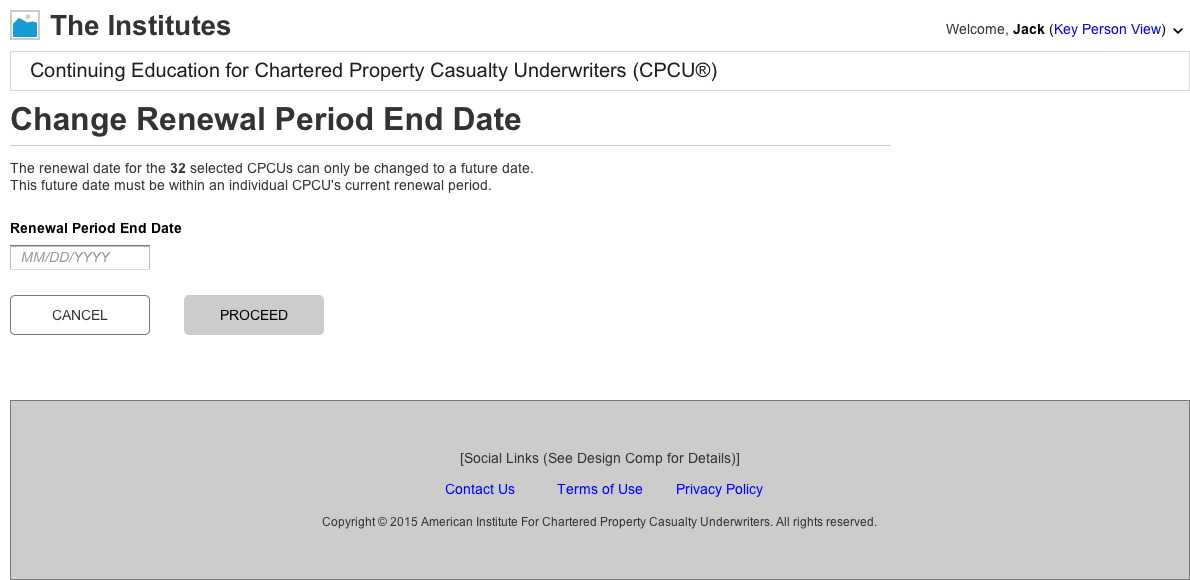 The Institutes
Welcome, Jack (Key Person View)
Continuing Education for Chartered Property Casualty Underwriters (CPCU®)
Change Renewal Period End Date
The renewal date for the 32 selected CPCUs can only be changed to a future date.
This future date must be within an individual CPCU's current renewal period.
Renewal Period End Date
MM/DD/YYYY
CANCEL PROCEED
[Social Links (See Design Comp for Details)]
Contact Us Terms of Use Privacy Policy
Copyright © 2015 American Institute For Chartered Property Casualty Underwriters. All rights reserved.